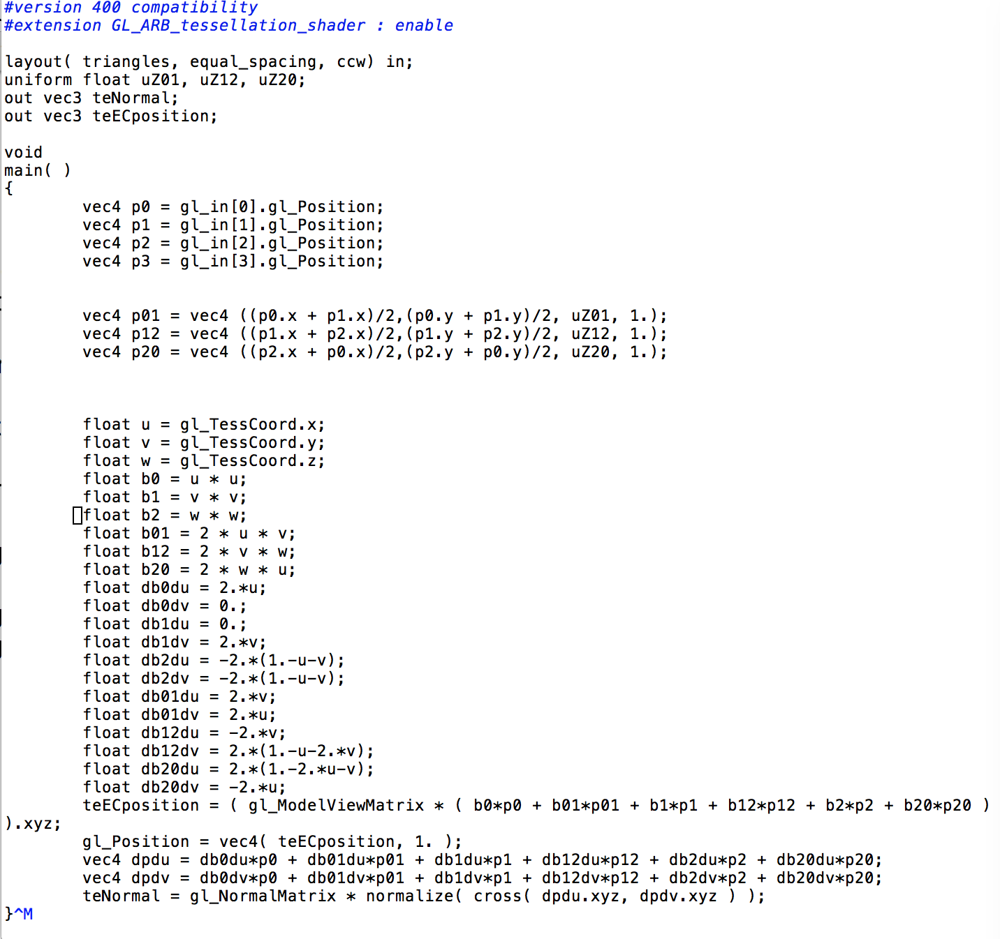 #version 400 compatibility
#extension GL_ARB_tessellation_shader : enable
layout( triangles, equal_spacing, ccw) in;
uniform float uZ01, uZ12, uZ20;
out vec3 teNormal;
out vec3 teECposition;
void
main( )
{
vec4 p0 = gl_in[0].gl_Position;
vec4 p1 = gl_in[1].gl_Position;
vec4 p2 = gl_in[2].gl_Position;
vec4 p3 = gl_in[3].gl_Position;
vec4 p01 = vec4 ((p0.x + p1.x)/2,(p0.y + p1.y)/2, uZ01, 1.);
vec4 p12 = vec4 ((p1.x + p2.x)/2,(p1.y + p2.y)/2, uZ12, 1.);
vec4 p20 = vec4 ((p2.x + p0.x)/2,(p2.y + p0.y)/2, uZ20, 1.);
float u = gl_TessCoord.x;
float v = gl_TessCoord.y;
float w = gl_TessCoord.z;
float b0 = u * u;
float b1 = v * v;
float b2 = w * w;
float b01 = 2 * u * v;
float b12 = 2 * v * w;
float b20 = 2 * w * u;
float db0du = 2.*u;
float db0dv = 0.;
float db1du = 0.;
float db1dv = 2.*v;
float db2du = -2.*(1.-u-v);
float db2dv = -2.*(1.-u-v);
float db01du = 2.*v;
float db01dv = 2.*u;
float db12du = -2.*v;
float db12dv = 2.*(1.-u-2.*v);
float db20du = 2.*(1.-2.*u-v);
float db20dv = -2.*u;
teECposition = ( gl_ModelViewMatrix * ( b0*p0 + b01*p01 + b1*p1 + b12*p12 + b2*p2 + b20*p20 )
).xyz;
gl_Position = vec4( teECposition, 1. );
vec4 dpdu = db0du*p0 + db01du*p01 + db1du*p1 + db12du*p12 + db2du*p2 + db20du*p20;
vec4 dpdv = db0dv*p0 + db01dv*p01 + db1dv*p1 + db12dv*p12 + db2dv*p2 + db20dv*p20;
teNormal = gl_NormalMatrix * normalize( cross( dpdu.xyz, dpdv.xyz ) );
}^M